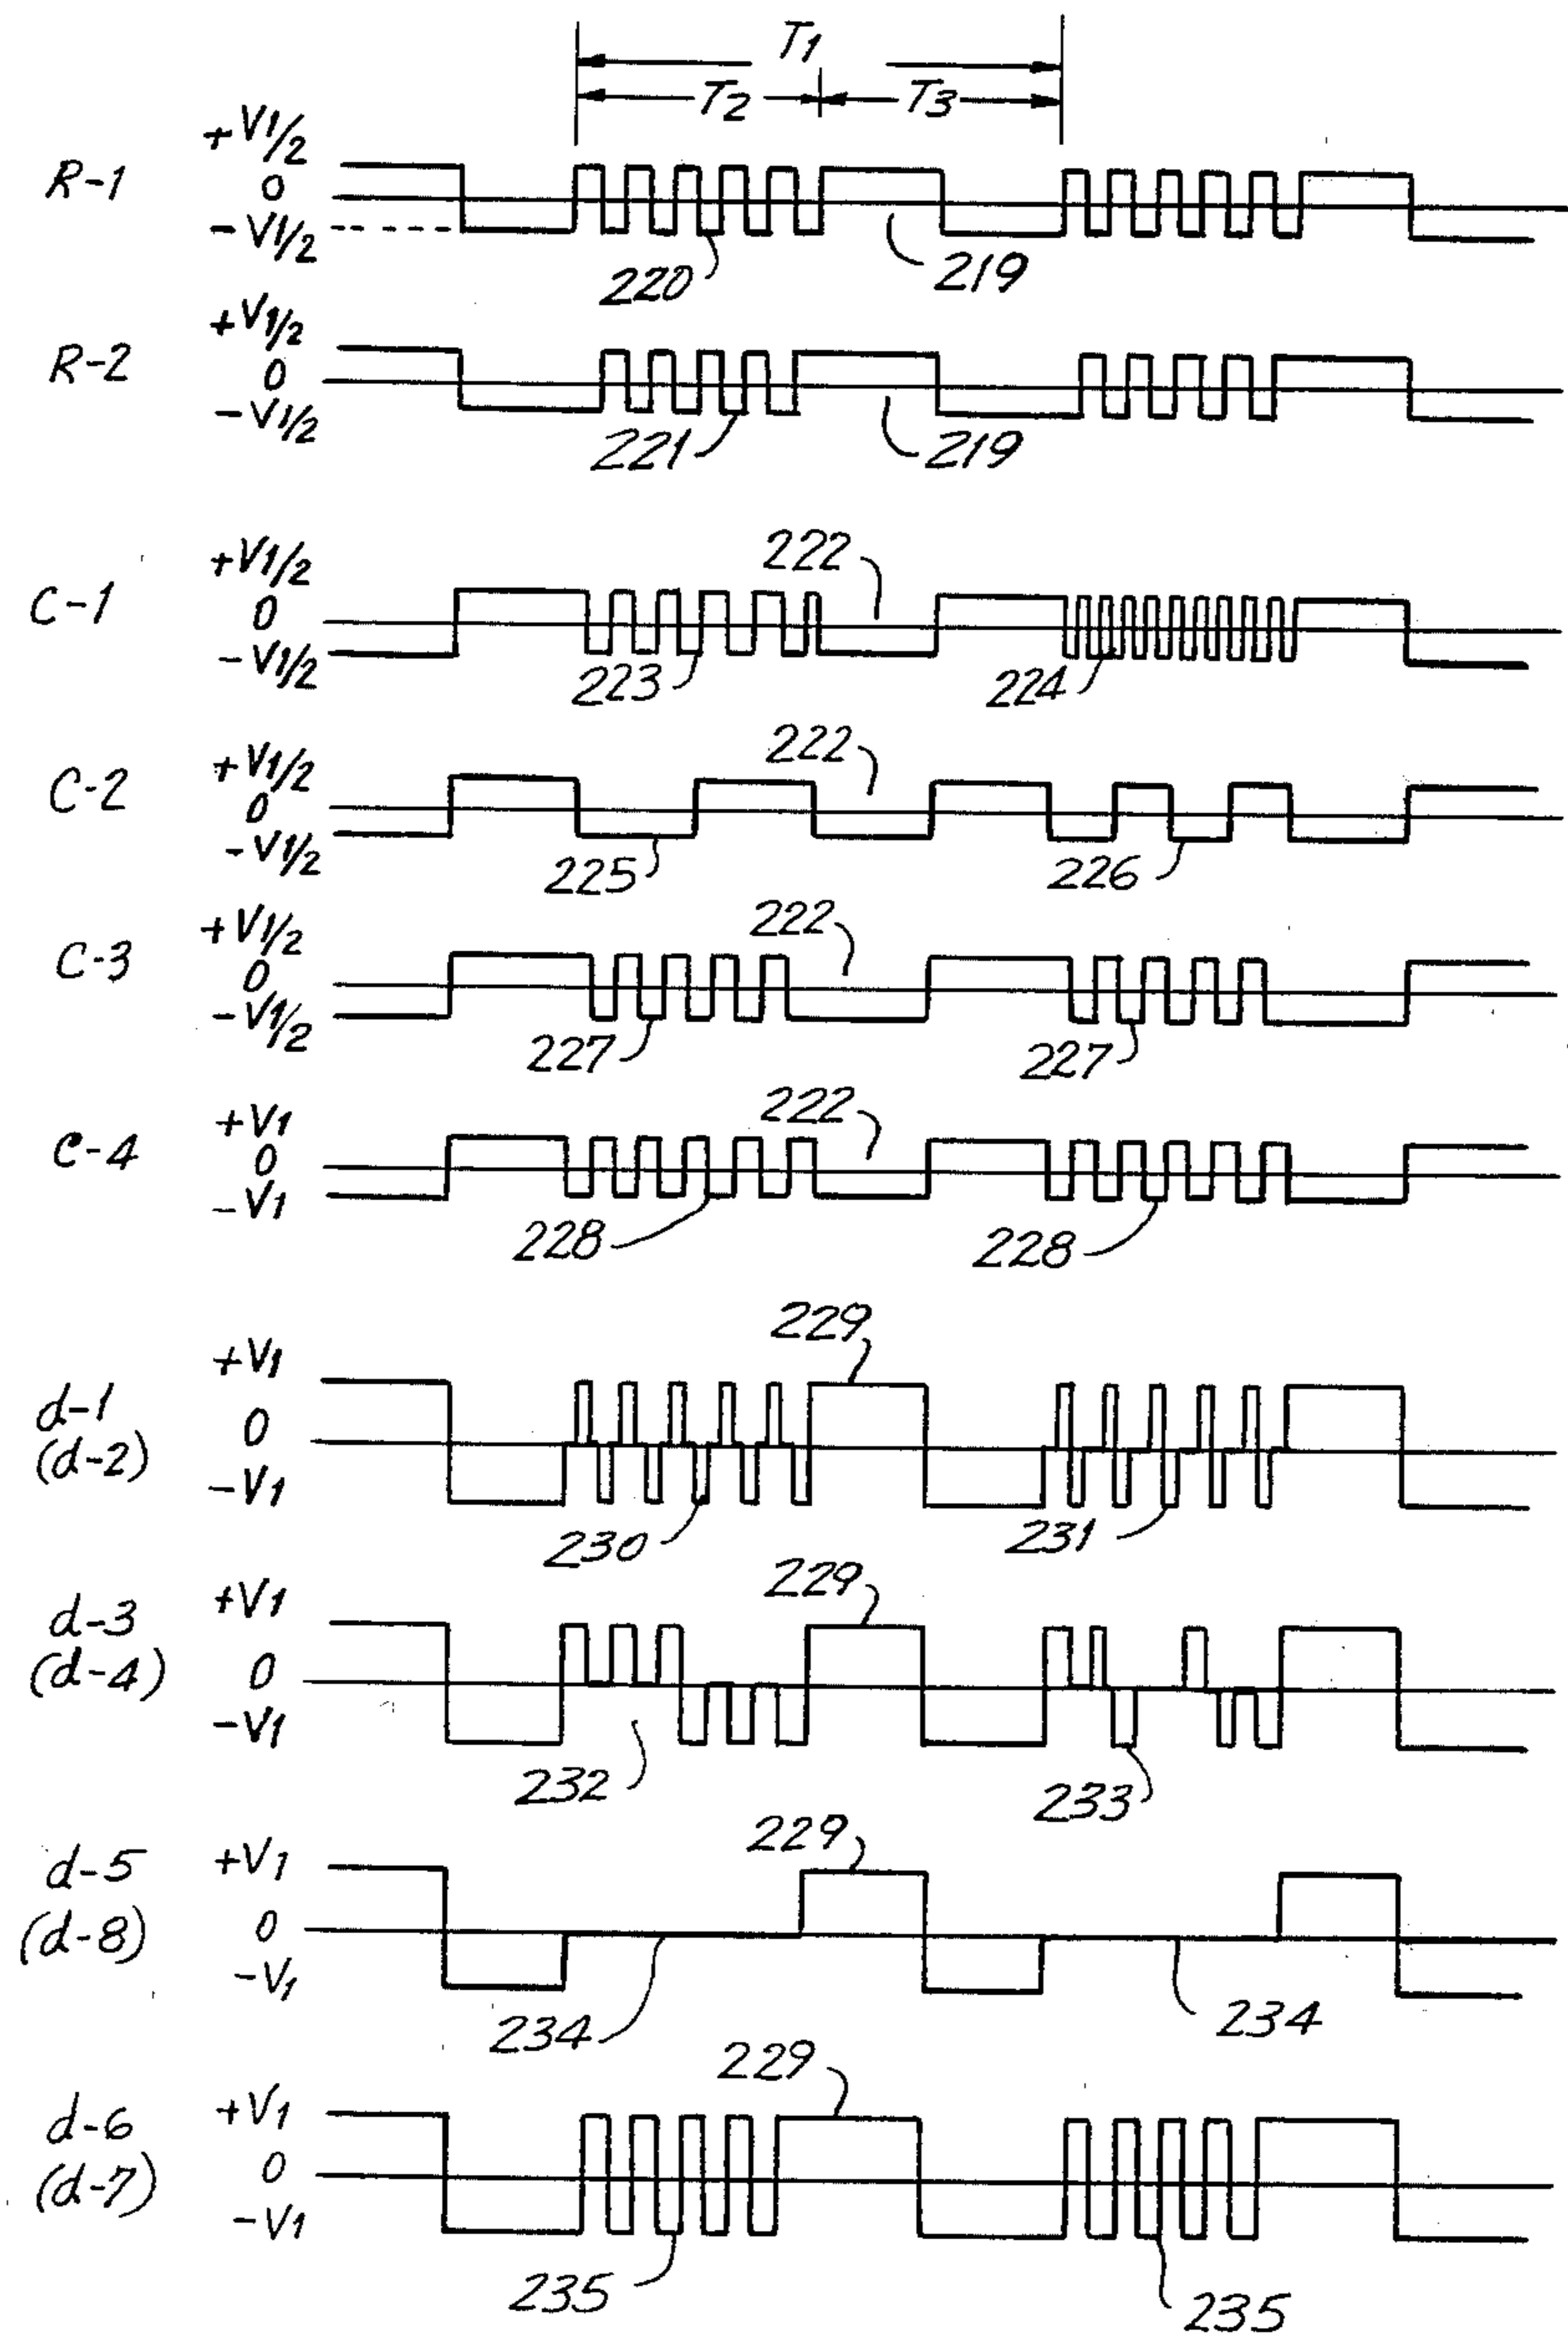 T1
T2 T3
R-1
+V1/2
0
-V1/2
220
219
R-2
+V1/2
0
-V1/2
221
219
C-1
+V1/2
0
-V1/2
222
223
224
C-2
+V1/2
0
-V1/2
222
225
226
C-3
+V1/2
0
-V1/2
222
227
227
C-4
+V1
0
-V1
222
228
228
d-1
(d-2)
+V1
0
-V1
229
230
231
d-3
(d-4)
+V1
0
-V1
229
232
233
d-5
(d-8)
+V1
0
-V1
229
234
234
d-6
(d-7)
+V1
0
-V1
229
235
235